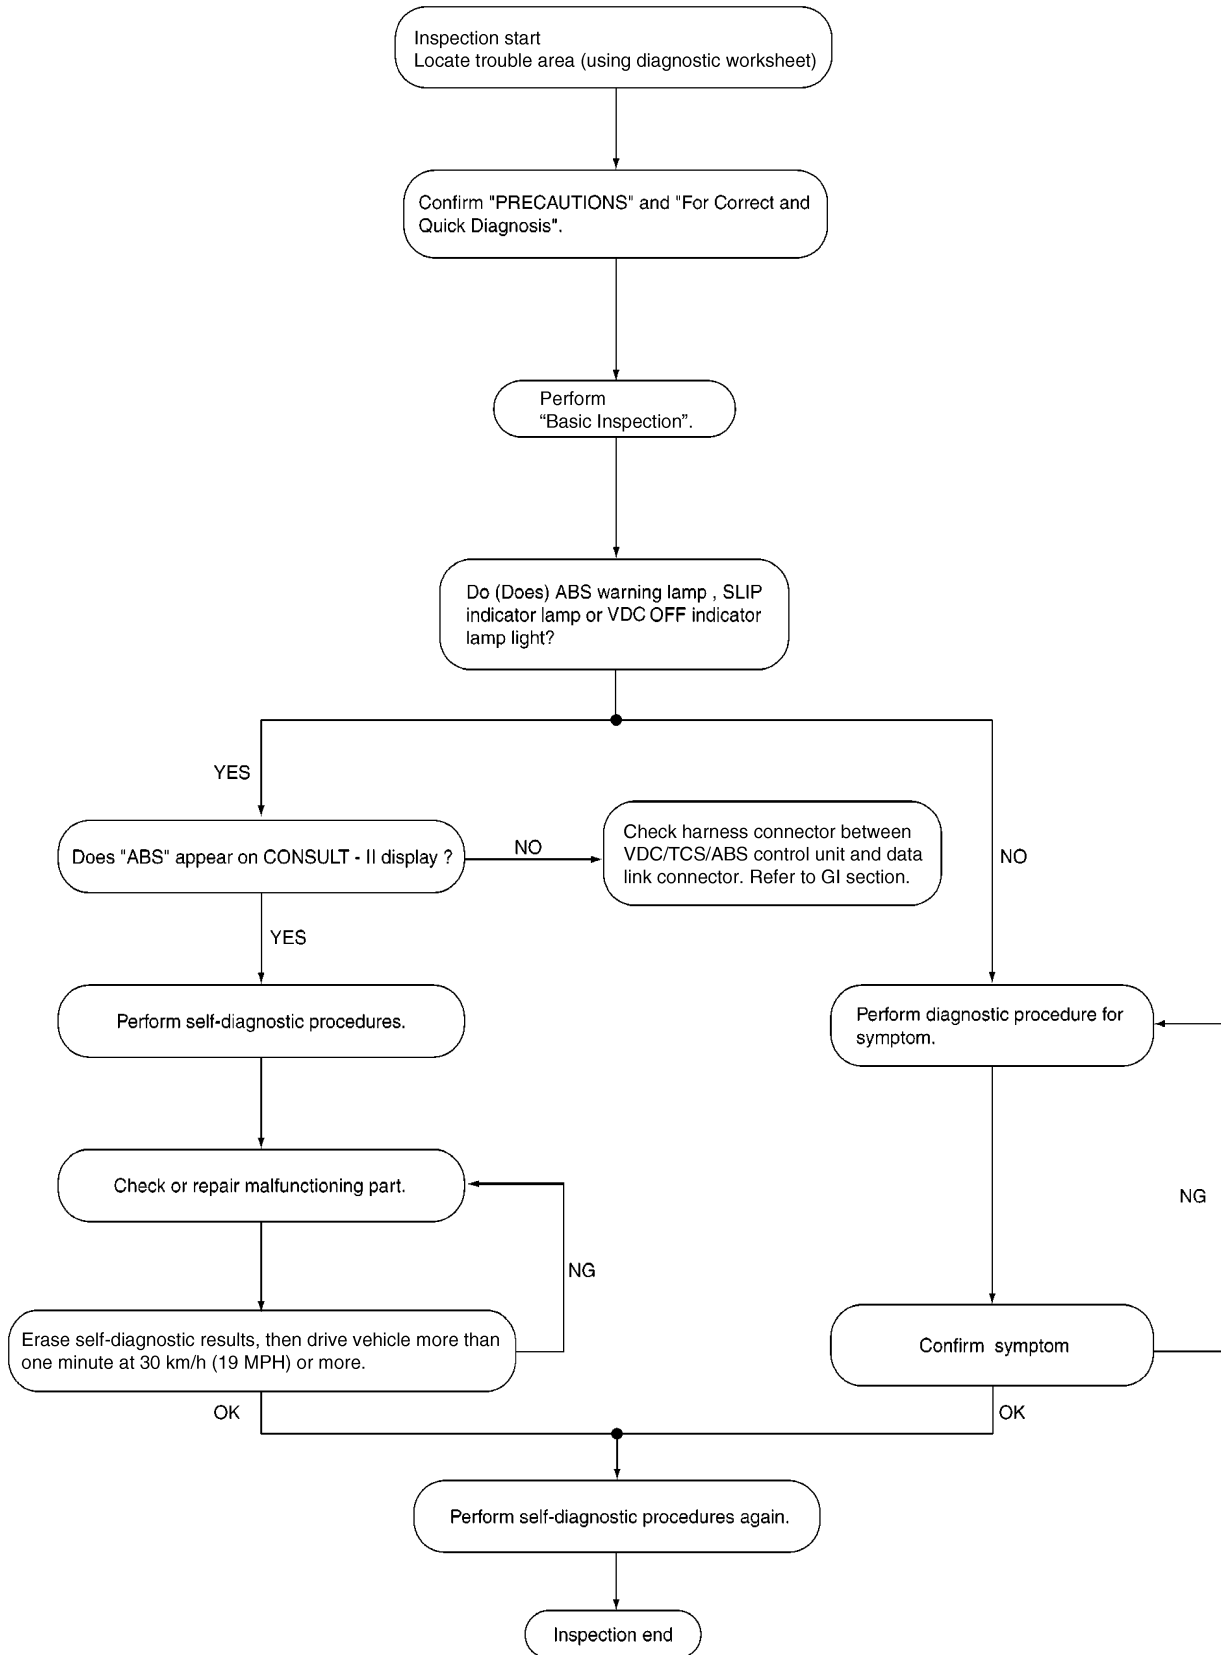 Inspection start
Locate trouble area (using diagnostic worksheet)
Confirm "PRECAUTIONS" and "For Correct and
Quick Diagnosis".
Perform
“Basic Inspection”.
Do (Does) ABS warning lamp , SLIP
indicator lamp or VDC OFF indicator
lamp light?
YES
NO
Does "ABS" appear on CONSULT - II display ?
NO
Check harness connector between
VDC/TCS/ABS control unit and data
link connector. Refer to GI section.
YES
Perform self-diagnostic procedures.
Check or repair malfunctioning part.
NG
Erase self-diagnostic results, then drive vehicle more than
one minute at 30 km/h (19 MPH) or more.
OK
Perform diagnostic procedure for
symptom.
NG
Confirm symptom
OK
Perform self-diagnostic procedures again.
Inspection end